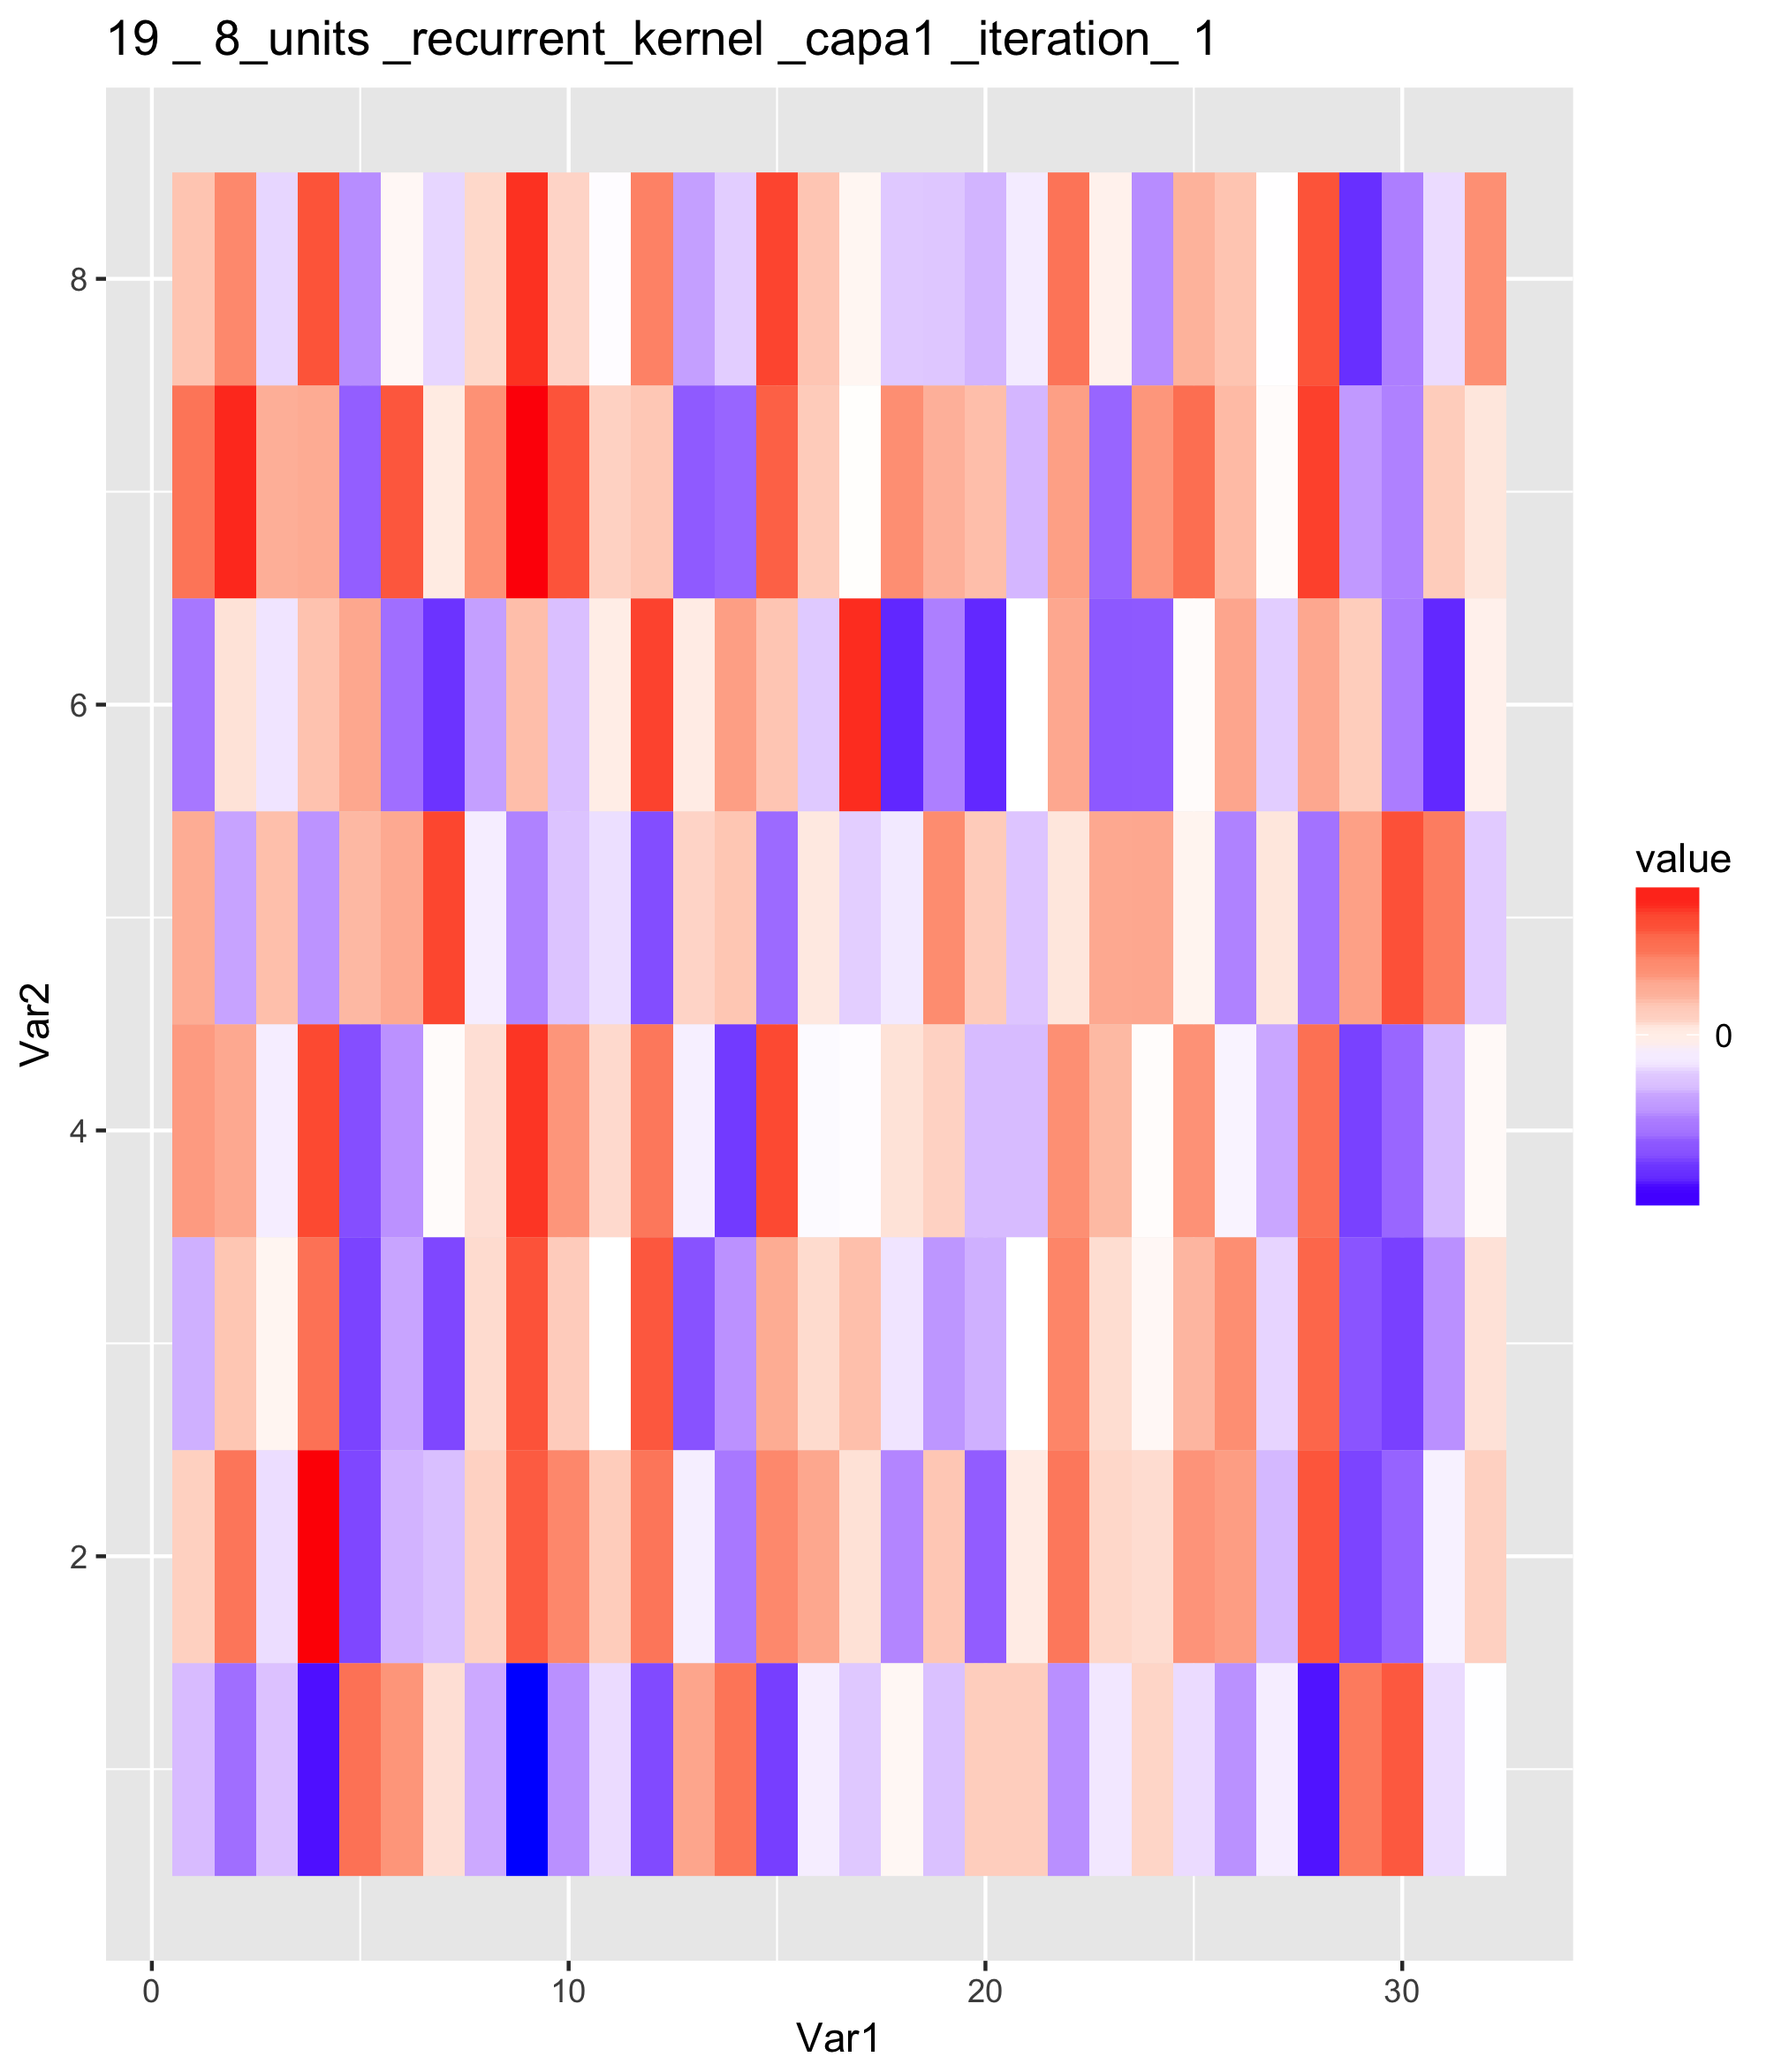 19 _ 8_units _recurrent_kernel _capa1 _iteration_ 1
8
6
4
2
Var2
0
10
20
30
Var1
value
0